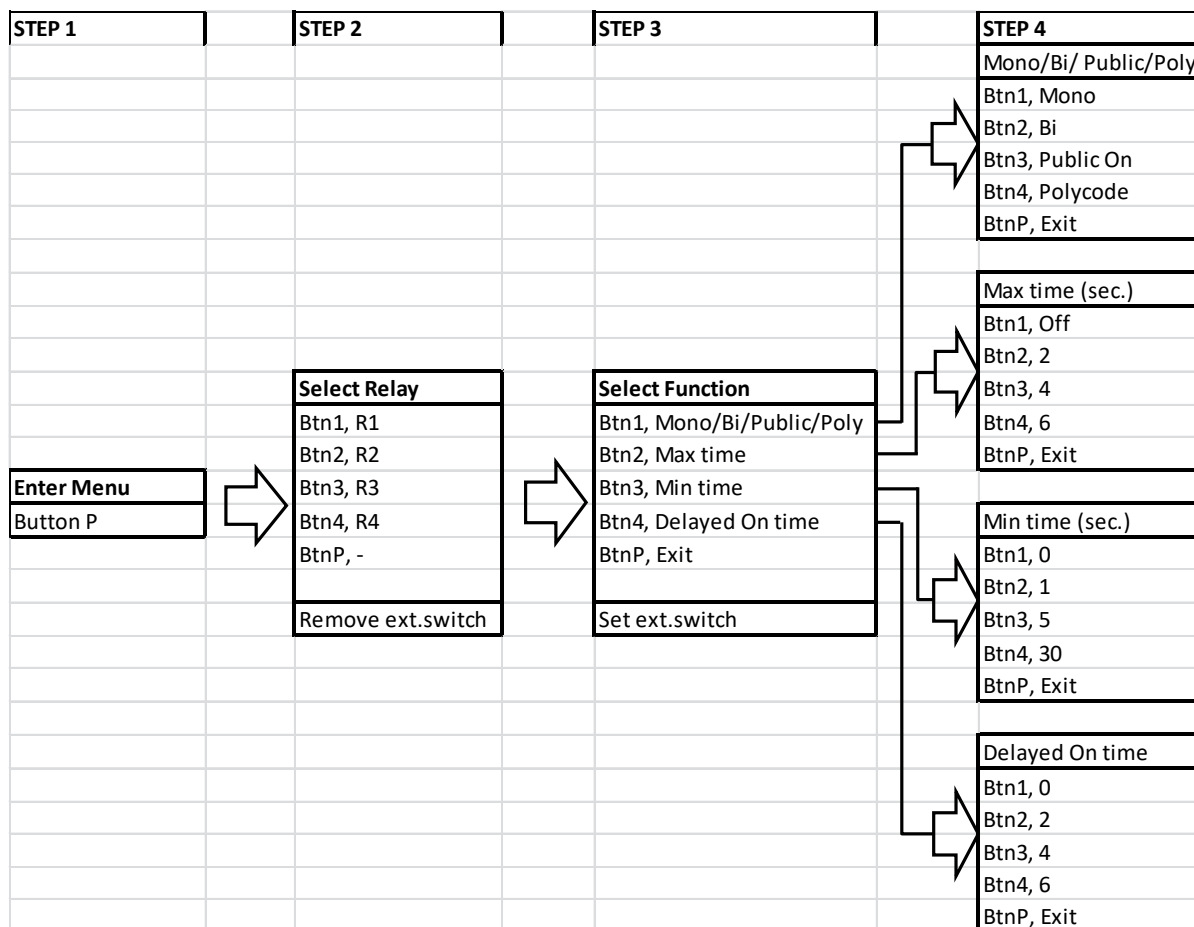 STEP 1
STEP 2
STEP 3
STEP 4
Enter Menu
Button P
Select Relay
Btn1, R1
Btn2, R2
Btn3, R3
Btn4, R4
BtnP, -
Remove ext.switch
Select Function
Btn1, Mono/Bi/Public/Poly
Btn2, Max time
Btn3, Min time
Btn4, Delayed On time
BtnP, Exit
Set ext.switch
Mono/Bi/ Public/Poly
Btn1, Mono
Btn2, Bi
Btn3, Public On
Btn4, Polycode
BtnP, Exit
Max time (sec.)
Btn1, Off
Btn2, 2
Btn3, 4
Btn4, 6
BtnP, Exit
Min time (sec.)
Btn1, 0
Btn2, 1
Btn3, 5
Btn4, 30
BtnP, Exit
Delayed On time
Btn1, 0
Btn2, 2
Btn3, 4
Btn4, 6
BtnP, Exit